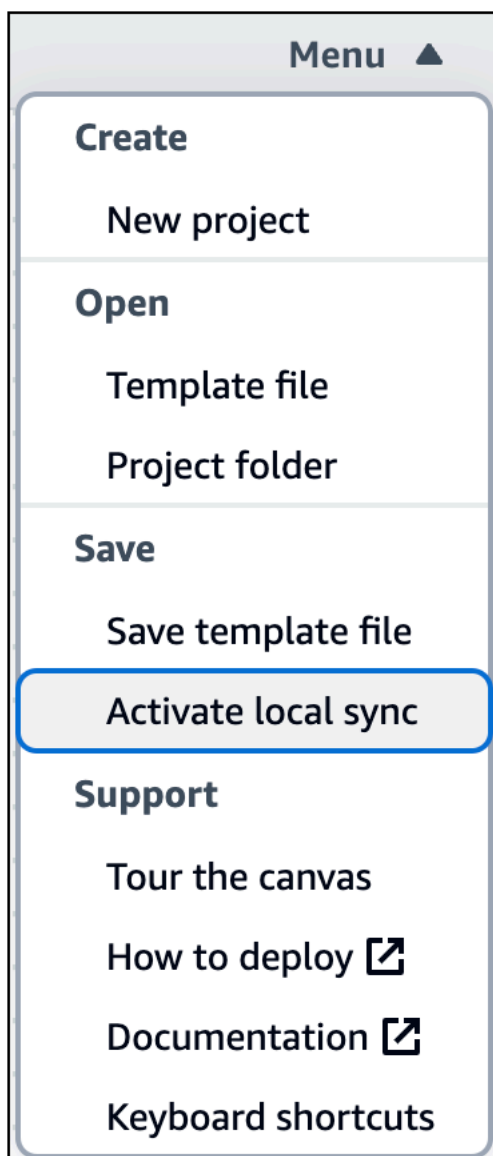 Menu
Create
New project
Open
Template file
Project folder
Save
Save template file
Activate local sync
Support
Tour the canvas
How to deploy
Documentation
Keyboard shortcuts